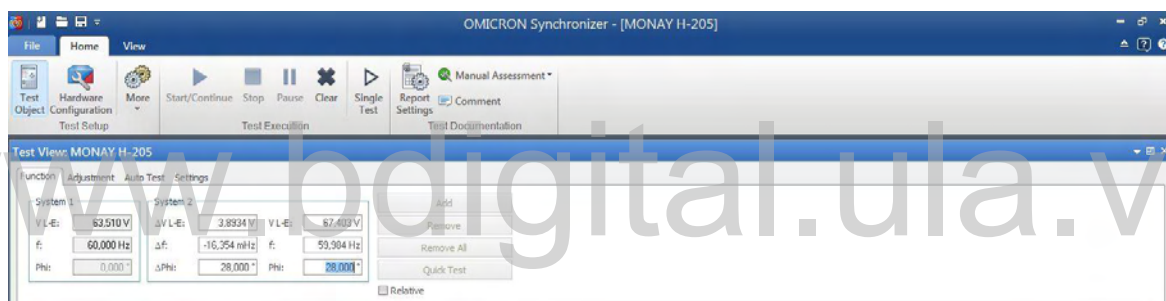 OMICRON Synchronizer - [MONAY H-205]
File Home View
Test Object Hardware Configuration More Start/Continue Stop Pause Clear Single Test Report Settings Manual Assessment Comment
Test Setup Test Execution Test Documentation
Test View: MONAY H-205
Function Adjustment Auto Test Settings
System 1 System 2 Add
V L-E: 63,510 V ΔV L-E: 3,8934 V V L-E: 67,403 V Remove
f: 60,000 Hz Δf: -16,354 mHz f: 59,984 Hz Remove All
Phi: 0,000 ° ΔPhi: 28,000 ° Phi: 28,000 ° Quick Test
Relative
www.bdigital.ula.v